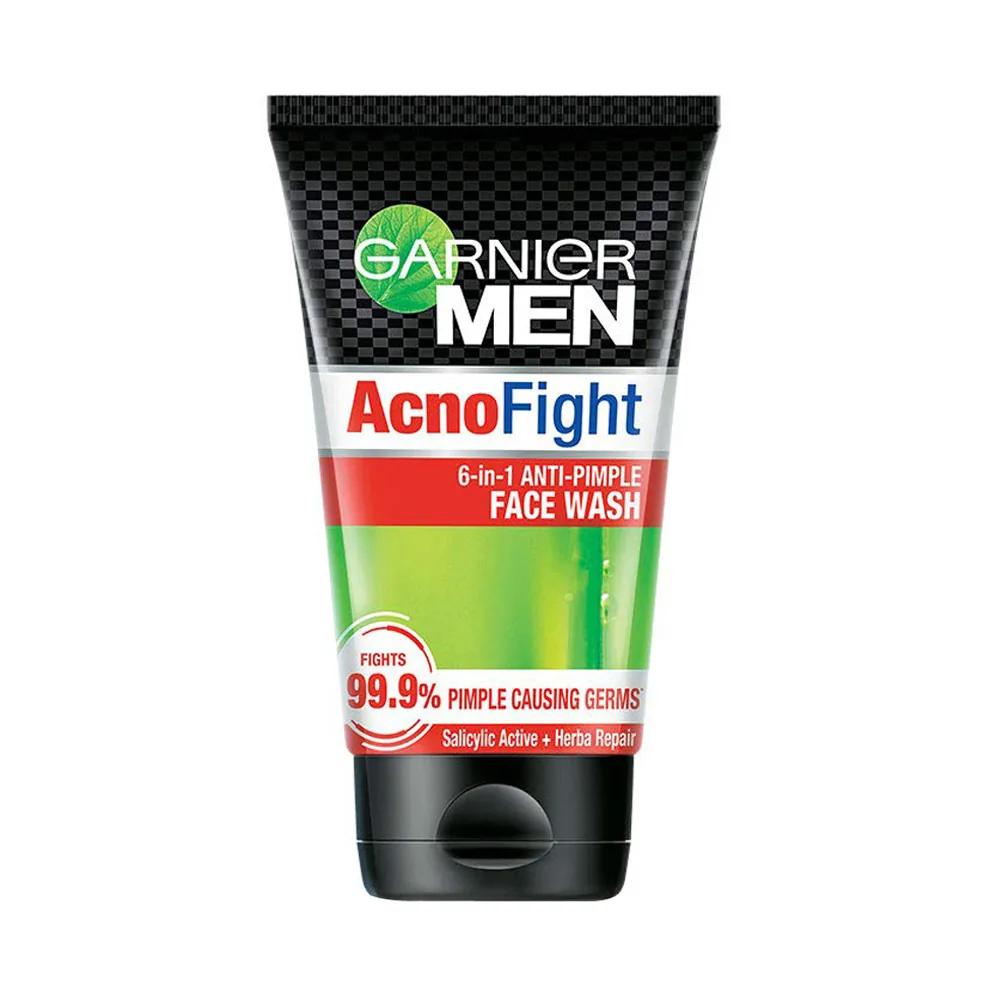 GARNIER
MEN
AcnoFight
6-in-1 ANTI-PIMPLE
FACE WASH
FIGHTS
99.9% PIMPLE CAUSING GERMS
Salicylic Active + Herba Repair